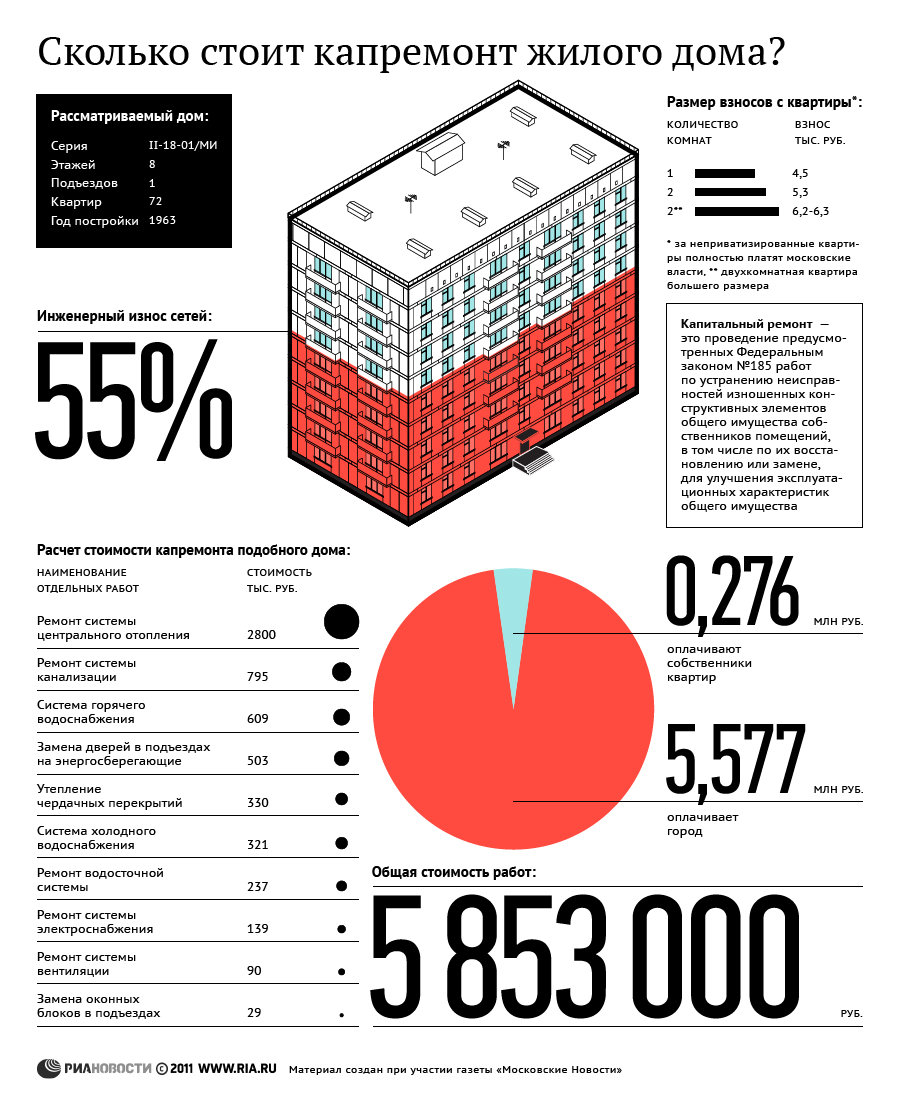 Сколько стоит капремонт жилого дома?
Рассматриваемый дом:
Серия II-18-01/МИ
Этажей 8
Подъездов 1
Квартир 72
Год постройки 1963
Инженерный износ сетей:
55%
Размер взносов с квартиры*:
КОЛИЧЕСТВО ВЗНОС
КОМНАТ ТЫС. РУБ.
1 4,5
2 5,3
2** 6,2-6,3
* за неприватизированные кварти-
ры полностью платят московские
власти, ** двухкомнатная квартира
большего размера
Капитальный ремонт —
это проведение предусмо-
тренных Федеральным
законом №185 работ
по устранению неисправ-
ностей изношенных кон-
структивных элементов
общего имущества соб-
ственников помещений,
в том числе по их восста-
новлению или замене,
для улучшения эксплуата-
ционных характеристик
общего имущества
Расчет стоимости капремонта подобного дома:
НАИМЕНОВАНИЕ СТОИМОСТЬ
ОТДЕЛЬНЫХ РАБОТ ТЫС. РУБ.
Ремонт системы
центрального отопления 2800
Ремонт системы
канализации 795
Система горячего
водоснабжения 609
Замена дверей в подъездах
на энергосберегающие 503
Утепление
чердачных перекрытий 330
Система холодного
водоснабжения 321
Ремонт водосточной
системы 237
Ремонт системы
электроснабжения 139
Ремонт системы
вентиляции 90
Замена оконных
блоков в подъездах 29
0,276 МЛН РУБ.
оплачивают
собственники
квартир
5,577 МЛН РУБ.
оплачивает
город
Общая стоимость работ:
5 853 000 РУБ.
РИАНОВОСТИ © 2011 WWW.RIA.RU Материал создан при участии газеты «Московские Новости»